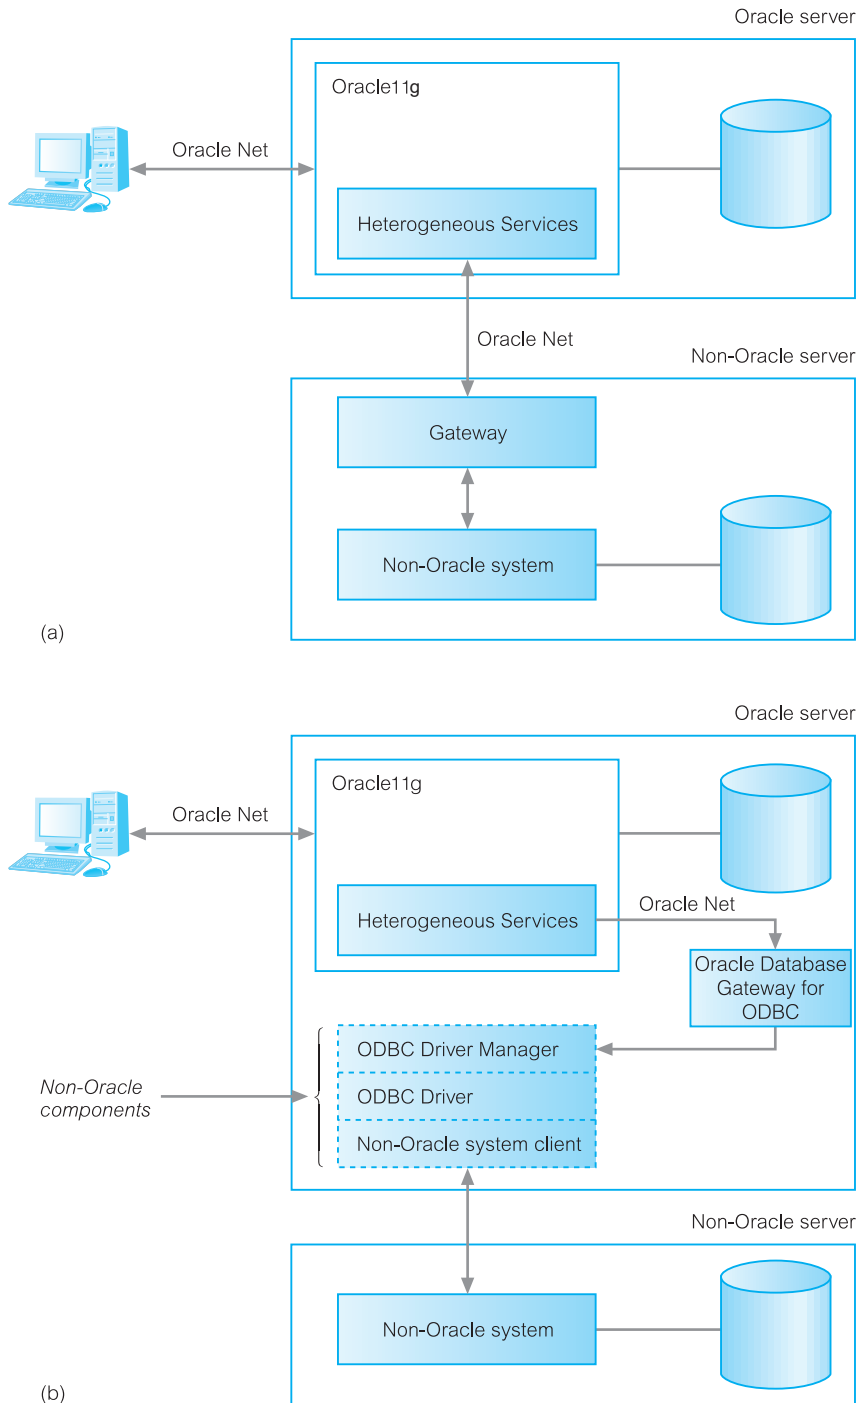 Oracle server
Oracle11g
Oracle Net
Heterogeneous Services
Oracle Net
Non-Oracle server
Gateway
Non-Oracle system
(a)
Oracle server
Oracle11g
Oracle Net
Heterogeneous Services
Oracle Net
Oracle Database
Gateway for
ODBC
ODBC Driver Manager
Non-Oracle
components
ODBC Driver
Non-Oracle system client
Non-Oracle server
Non-Oracle system
(b)